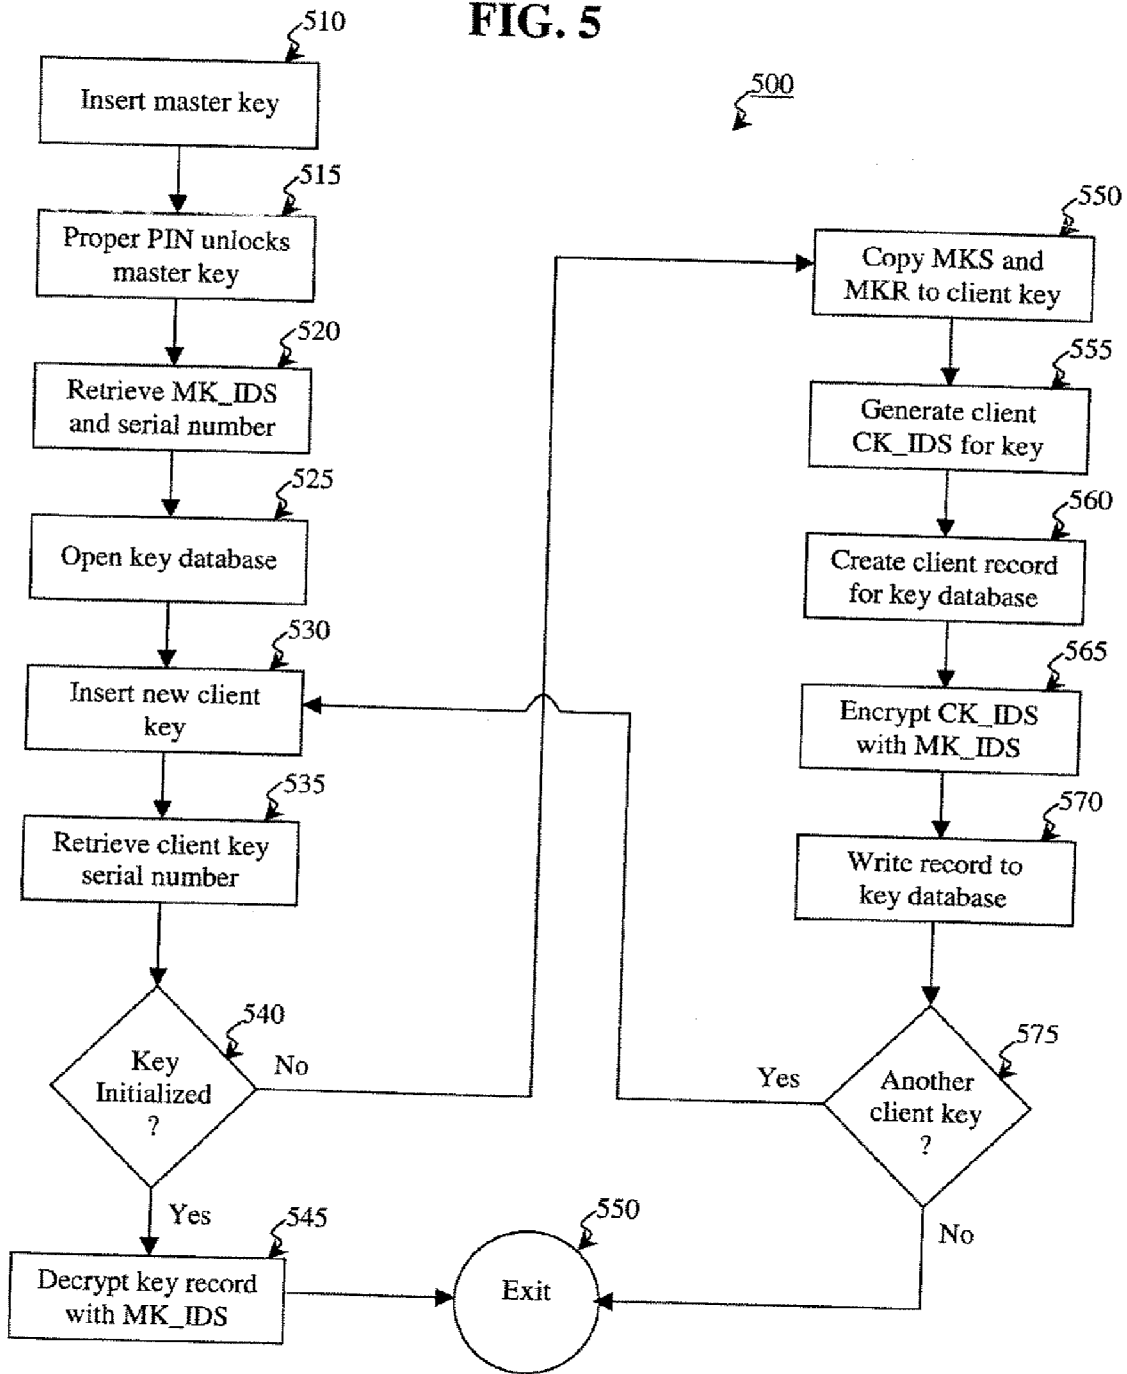 FIG. 5
500
510
Insert master key
515
Proper PIN unlocks
master key
520
Retrieve MK_IDS
and serial number
525
Open key database
530
Insert new client
key
535
Retrieve client key
serial number
540
Key
Initialized
?
No
Yes
545
Decrypt key record
with MK_IDS
550
Copy MKS and
MKR to client key
555
Generate client
CK_IDS for key
560
Create client record
for key database
565
Encrypt CK_IDS
with MK_IDS
570
Write record to
key database
575
Another
client key
?
Yes
No
550
Exit